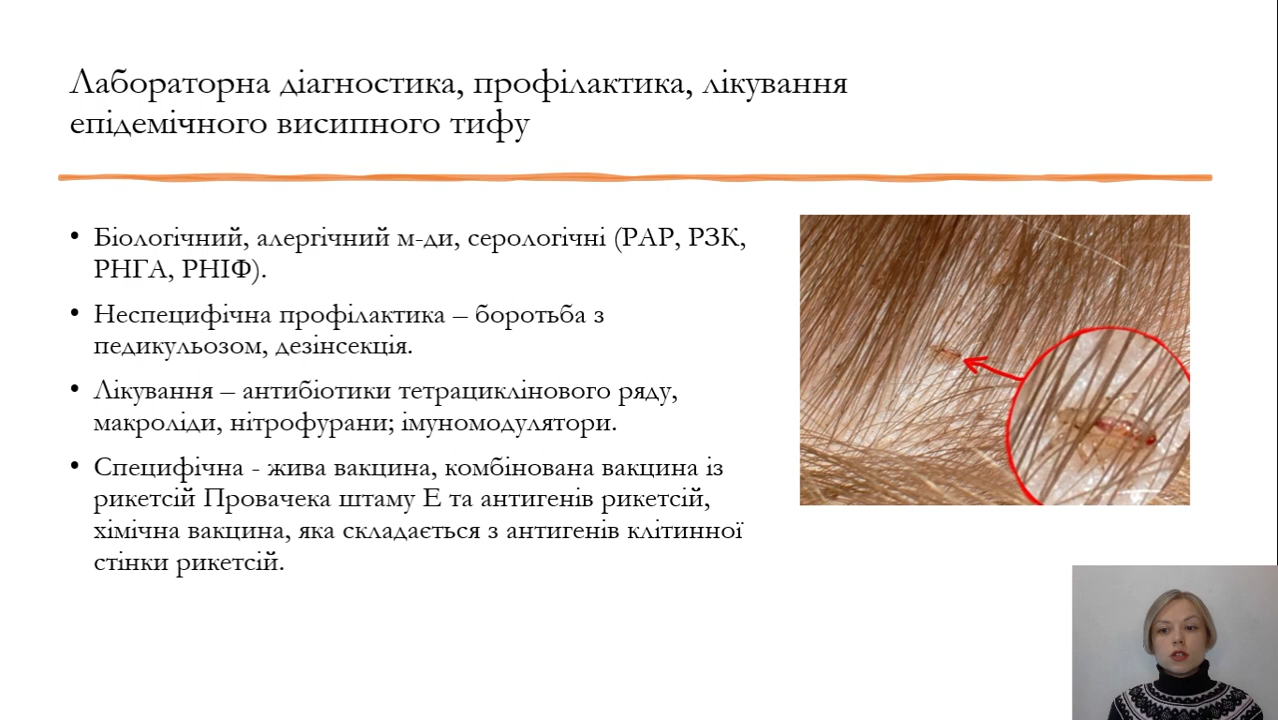 Лабораторна діагностика, профілактика, лікування
епідемічного висипного тифу
• Біологічний, алергічний м-ди, серологічні (РАР, РЗК,
РНГА, РНІФ).
• Неспецифічна профілактика – боротьба з
педикульозом, дезінсекція.
• Лікування – антибіотики тетрациклінового ряду,
макроліди, нітрофурани; імуномодулятори.
• Специфічна - жива вакцина, комбінована вакцина із
рикетсій Провачека штаму Е та антигенів рикетсій,
хімічна вакцина, яка складається з антигенів клітинної
стінки рикетсій.